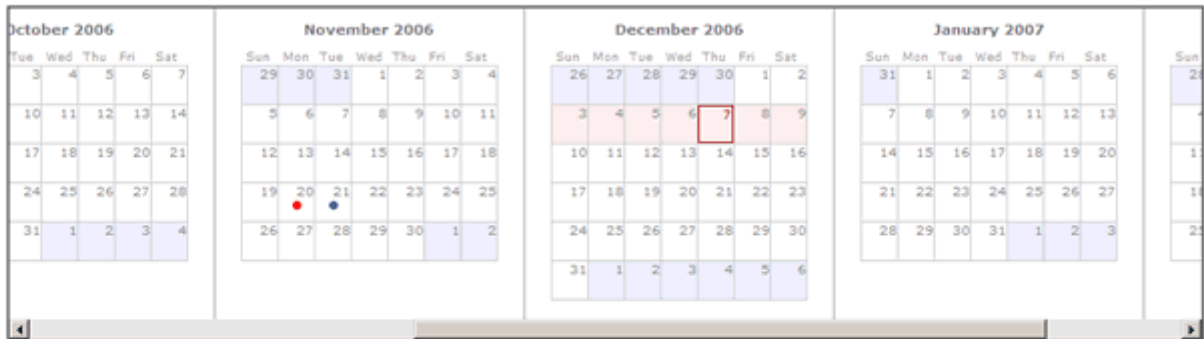 October 2006
Tue Wed Thu Fri Sat
3 4 5 6 7
10 11 12 13 14
17 18 19 20 21
24 25 26 27 28
31 1 2 3 4
November 2006
Sun Mon Tue Wed Thu Fri Sat
29 30 31 1 2 3 4
5 6 7 8 9 10 11
12 13 14 15 16 17 18
19 20 21 22 23 24 25
26 27 28 29 30 1 2
December 2006
Sun Mon Tue Wed Thu Fri Sat
26 27 28 29 30 1 2
3 4 5 6 7 8 9
10 11 12 13 14 15 16
17 18 19 20 21 22 23
24 25 26 27 28 29 30
31 1 2 3 4 5 6
January 2007
Sun Mon Tue Wed Thu Fri Sat
31 1 2 3 4 5 6
7 8 9 10 11 12 13
14 15 16 17 18 19 20
21 22 23 24 25 26 27
28 29 30 31 1 2 3
Sun